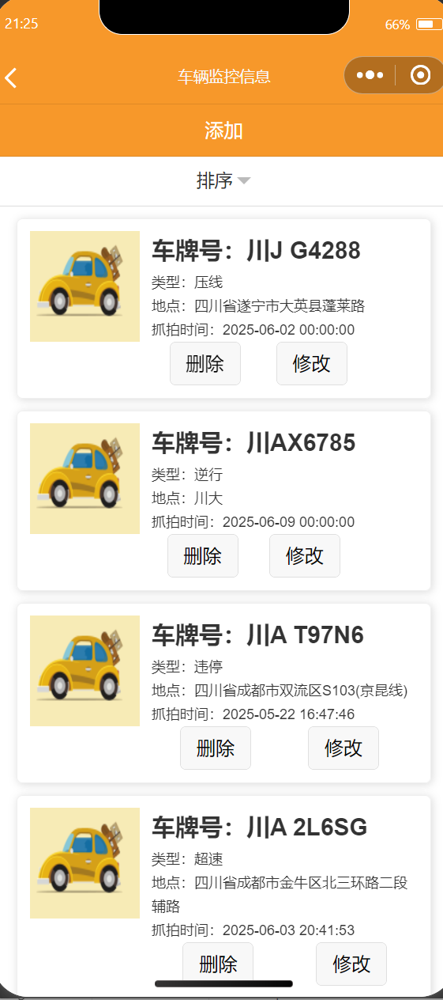 21:25
66%
车辆监控信息
添加
排序
车牌号：川J G4288
类型：压线
地点：四川省遂宁市大英县蓬莱路
抓拍时间：2025-06-02 00:00:00
删除 修改
车牌号：川AX6785
类型：逆行
地点：川大
抓拍时间：2025-06-09 00:00:00
删除 修改
车牌号：川A T97N6
类型：违停
地点：四川省成都市双流区S103(京昆线)
抓拍时间：2025-05-22 16:47:46
删除 修改
车牌号：川A 2L6SG
类型：超速
地点：四川省成都市金牛区北三环路二段
辅路
抓拍时间：2025-06-03 20:41:53
删除 修改